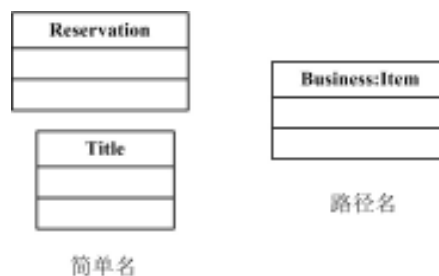 Reservation
Title
简单名
Business:Item
路径名